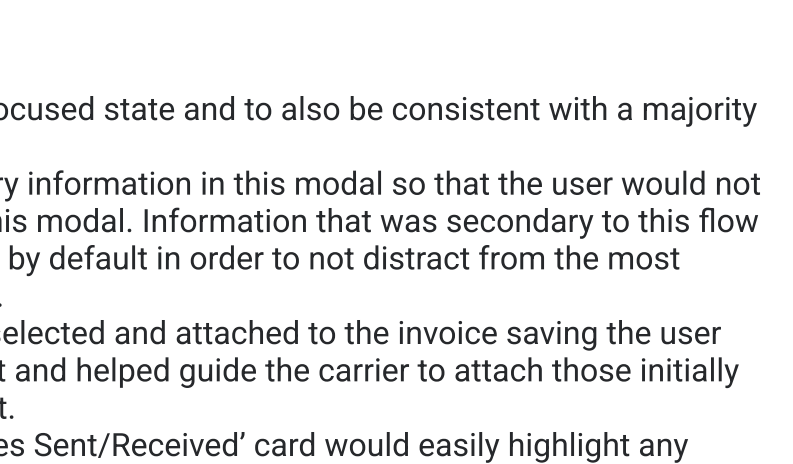 ocused state and to also be consistent with a majority
ry information in this modal so that the user would not
his modal. Information that was secondary to this flow
by default in order to not distract from the most
.
selected and attached to the invoice saving the user
t and helped guide the carrier to attach those initially
t.
es Sent/Received’ card would easily highlight any